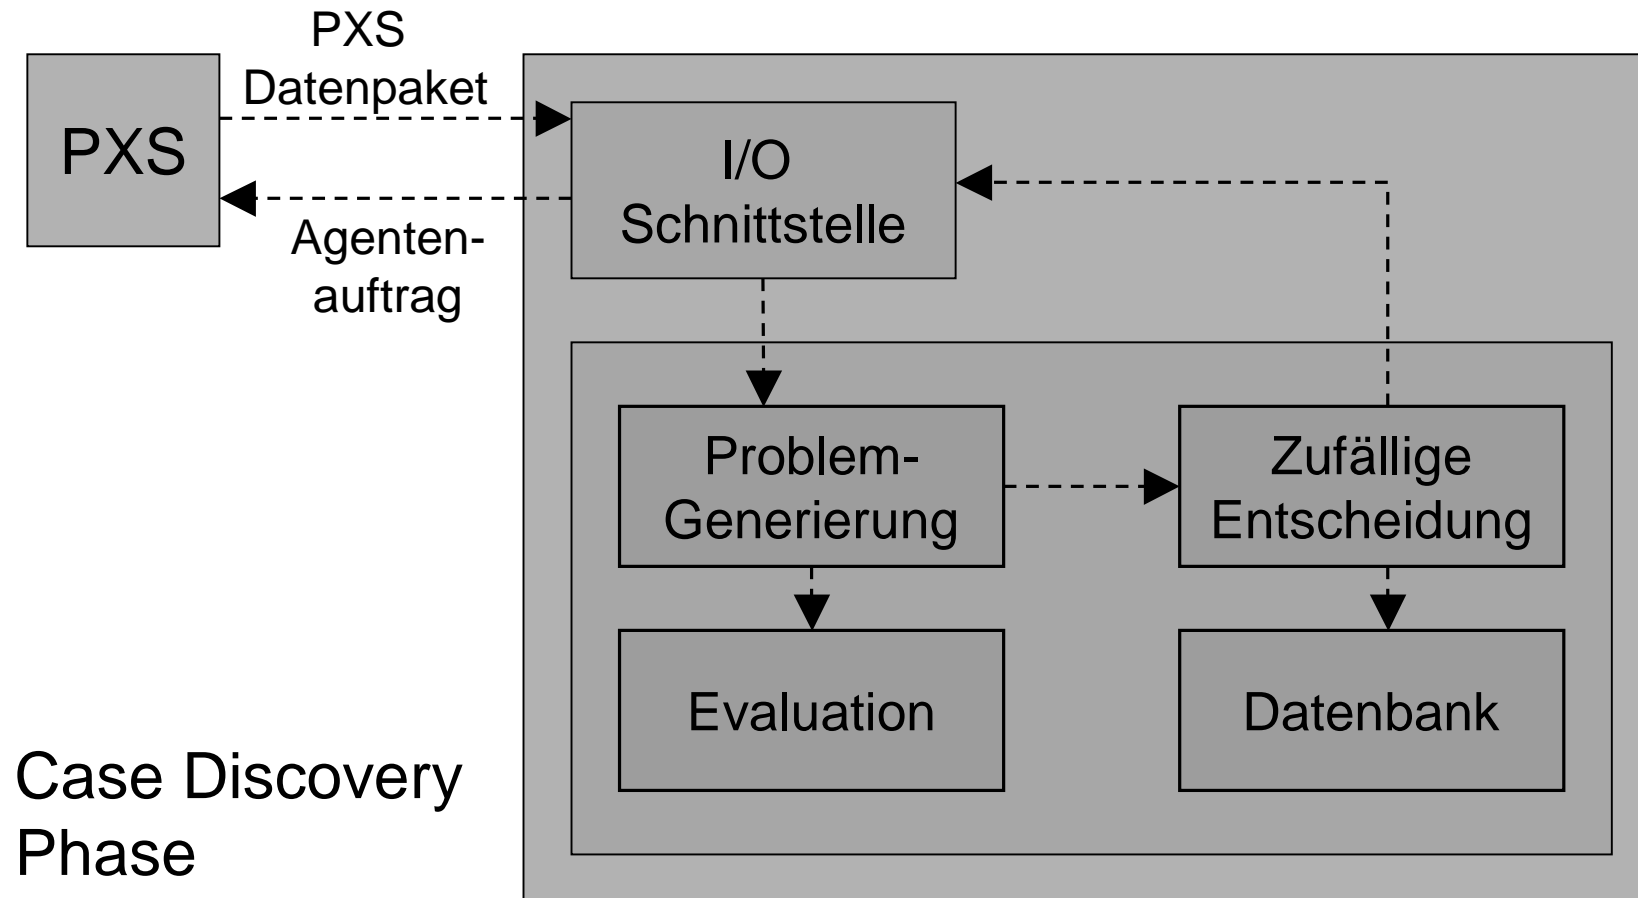 PXS
Datenpaket
PXS
I/O
Schnittstelle
Agenten-
auftrag
Problem-
Generierung
Zufällige
Entscheidung
Evaluation
Datenbank
Case Discovery
Phase